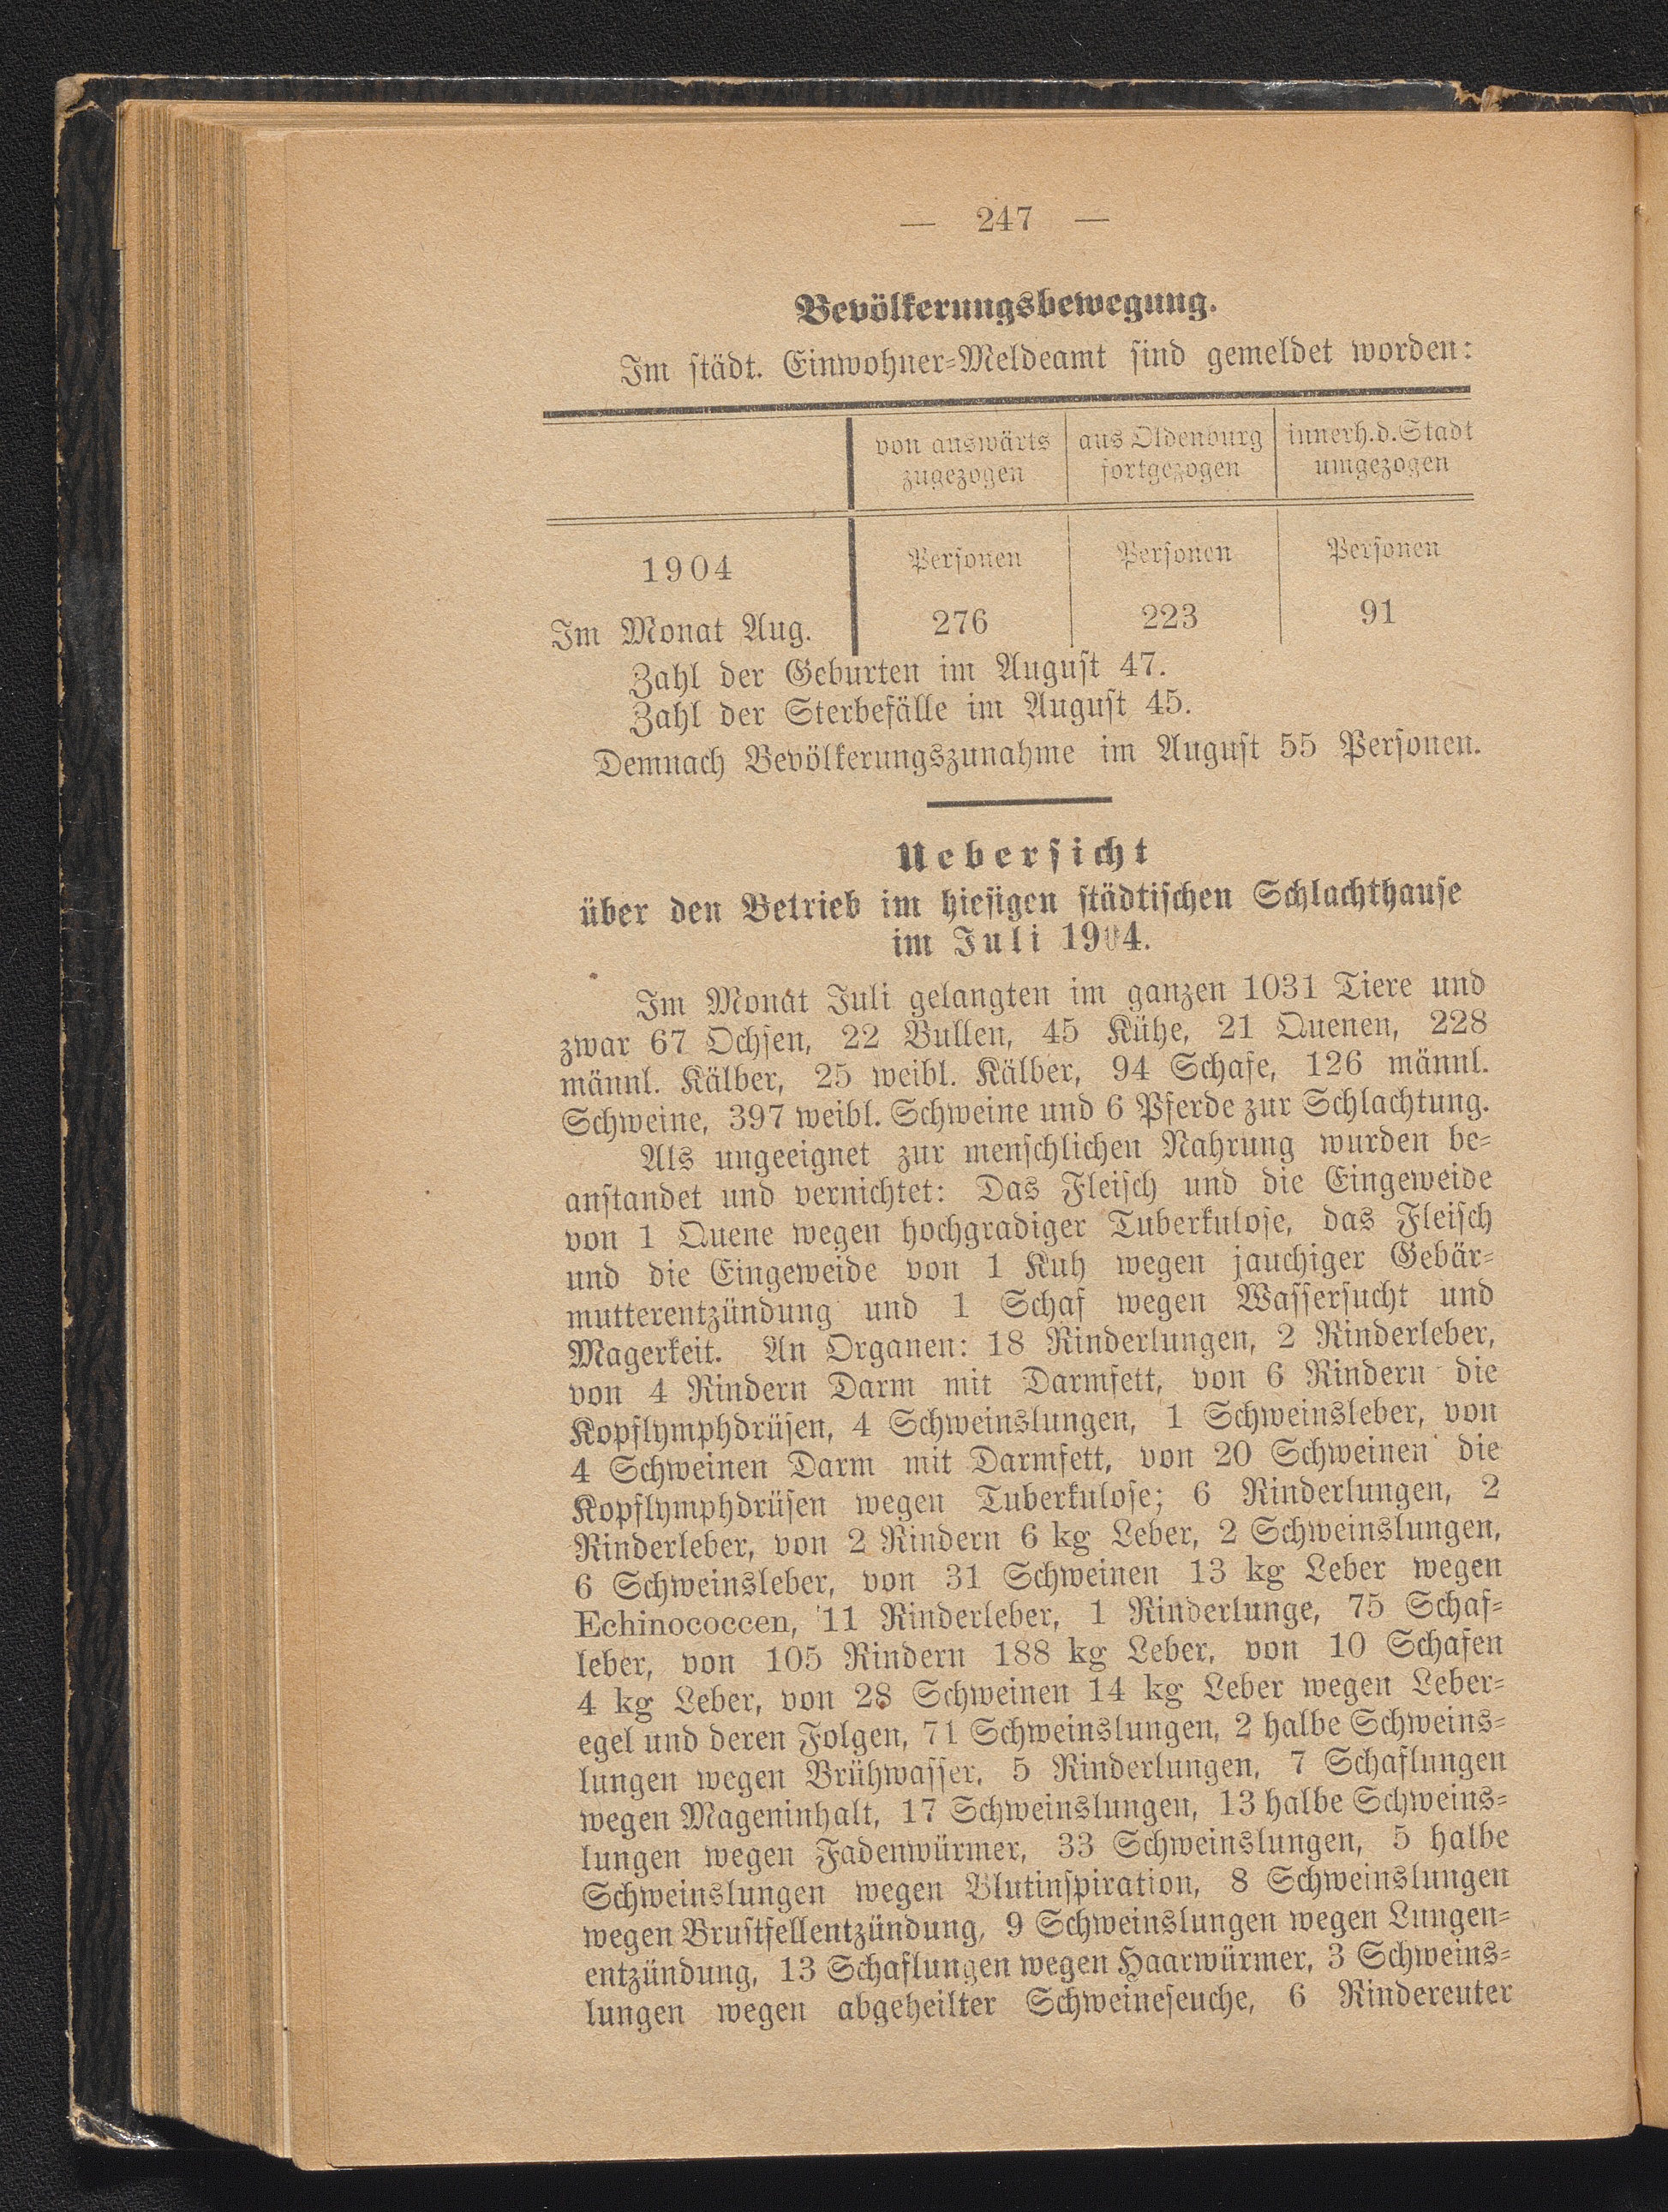 — 247 —
Bevölkerungsbewegung.
Im städt. Einwohner-Meldeamt sind gemeldet worden:
von auswärts zugezogen | aus Oldenburg fortgezogen | innerh. d. Stadt umgezogen
1904 Personen Personen Personen
Im Monat Aug. 276 223 91
Zahl der Geburten im August 47.
Zahl der Sterbefälle im August 45.
Demnach Bevölkerungszunahme im August 55 Personen.
Uebersicht
über den Betrieb im hiesigen städtischen Schlachthause
im Juli 1904.
Im Monat Juli gelangten im ganzen 1031 Tiere und
zwar 67 Ochsen, 22 Bullen, 45 Kühe, 21 Quenen, 228
männl. Kälber, 25 weibl. Kälber, 94 Schafe, 126 männl.
Schweine, 397 weibl. Schweine und 6 Pferde zur Schlachtung.
Als ungeeignet zur menschlichen Nahrung wurden be-
anstandet und vernichtet: Das Fleisch und die Eingeweide
von 1 Quene wegen hochgradiger Tuberkulose, das Fleisch
und die Eingeweide von 1 Kuh wegen jauchiger Gebär-
mutterentzündung und 1 Schaf wegen Wassersucht und
Magerkeit. An Organen: 18 Rinderlungen, 2 Rinderleber,
von 4 Rindern Darm mit Darmfett, von 6 Rindern die
Kopflymphdrüsen, 4 Schweinslungen, 1 Schweinsleber, von
4 Schweinen Darm mit Darmfett, von 20 Schweinen die
Kopflymphdrüsen wegen Tuberkulose; 6 Rinderlungen, 2
Rinderleber, von 2 Rindern 6 kg Leber, 2 Schweinslungen,
6 Schweinsleber, von 31 Schweinen 13 kg Leber wegen
Echinococcen, 11 Rinderleber, 1 Rinderlunge, 75 Schaf-
leber, von 105 Rindern 188 kg Leber, von 10 Schafen
4 kg Leber, von 28 Schweinen 14 kg Leber wegen Leber-
egel und deren Folgen, 71 Schweinslungen, 2 halbe Schweins-
lungen wegen Brühwasser, 5 Rinderlungen, 7 Schaflungen
wegen Mageninhalt, 17 Schweinslungen, 13 halbe Schweins-
lungen wegen Fadenwürmer, 33 Schweinslungen, 5 halbe
Schweinslungen wegen Blutinspiration, 8 Schweinslungen
wegen Brustfellentzündung, 9 Schweinslungen wegen Lungen-
entzündung, 13 Schaflungen wegen Haarwürmer, 3 Schweins-
lungen wegen abgeheilter Schweineseuche, 6 Rindereuter